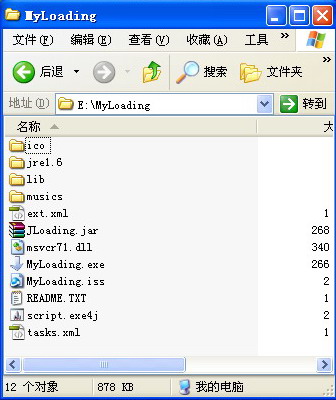 MyLoading
文件(F) 编辑(E) 查看(V) 收藏(A) 工具 »
后退 搜索 文件夹 »
地址(D) E:\MyLoading 转到
名称 大
ico
jre1.6
lib
musics
ext.xml 1
JLoading.jar 268
msvcr71.dll 340
MyLoading.exe 266
MyLoading.iss 2
README.TXT 1
script.exe4j 2
tasks.xml 1
12 个对象 878 KB 我的电脑